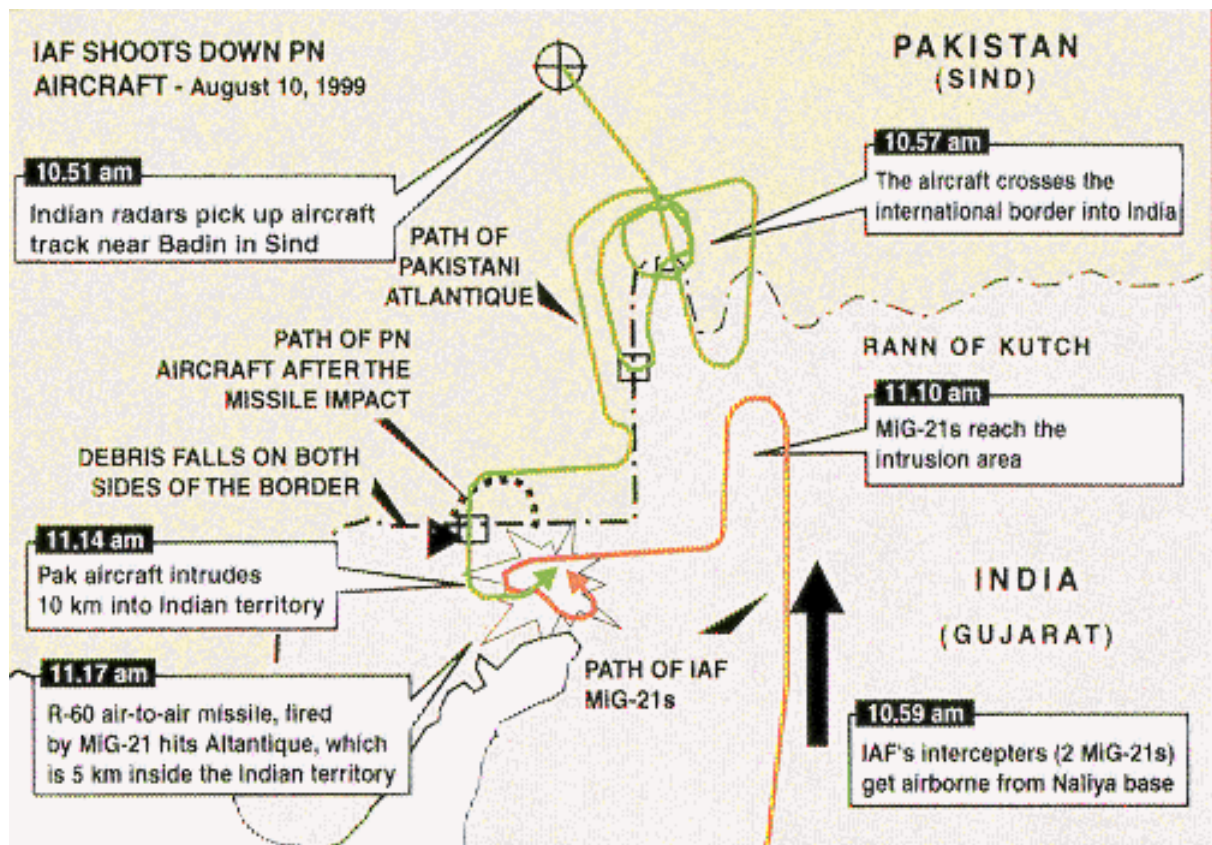 IAF SHOOTS DOWN PN
AIRCRAFT - August 10, 1999
PAKISTAN
(SIND)
10.51 am
Indian radars pick up aircraft
track near Badin in Sind
10.57 am
The aircraft crosses the
international border into India
PATH OF
PAKISTANI
ATLANTIQUE
PATH OF PN
AIRCRAFT AFTER THE
MISSILE IMPACT
RANN OF KUTCH
11.10 am
MiG-21s reach the
intrusion area
DEBRIS FALLS ON BOTH
SIDES OF THE BORDER
11.14 am
Pak aircraft intrudes
10 km into Indian territory
INDIA
(GUJARAT)
11.17 am
R-60 air-to-air missile, fired
by MiG-21 hits Altantique, which
is 5 km inside the Indian territory
PATH OF IAF
MiG-21s
10.59 am
IAF's intercepters (2 MiG-21s)
get airborne from Naliya base